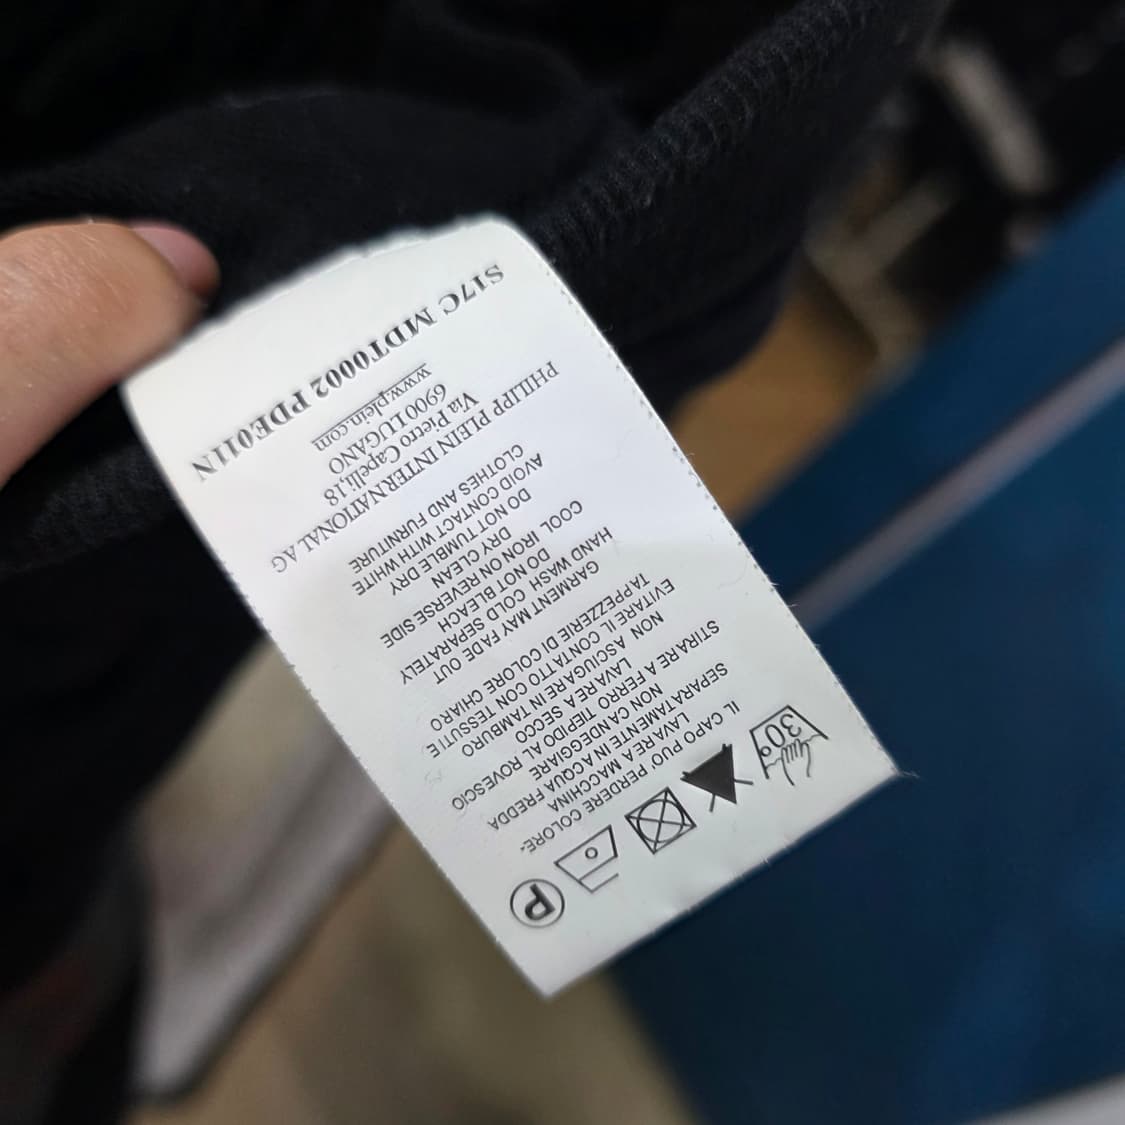 30°
P
IL CAPO PUO' PERDERE COLORE-
LAVARE A MACCHINA
SEPARATAMENTE IN ACQUA FREDDA
NON CANDEGGIARE
STIRARE A FERRO TIEPIDO AL ROVESCIO
LAVARE A SECCO
NON ASCIUGARE IN TAMBURO
EVITARE IL CONTATTO CON TESSUTI E
TAPPEZZERIE DI COLORE CHIARO
GARMENT MAY FADE OUT
HAND WASH COLD SEPARATELY
DO NOT BLEACH
COOL IRON ON REVERSE SIDE
DRY CLEAN
DO NOT TUMBLE DRY
AVOID CONTACT WITH WHITE
CLOTHES AND FURNITURE
PHILIPP PLEIN INTERNATIONAL AG
Via Pietro Capelli,18
6900 LUGANO
www.plein.com
S17C MDT0002 PDE011N